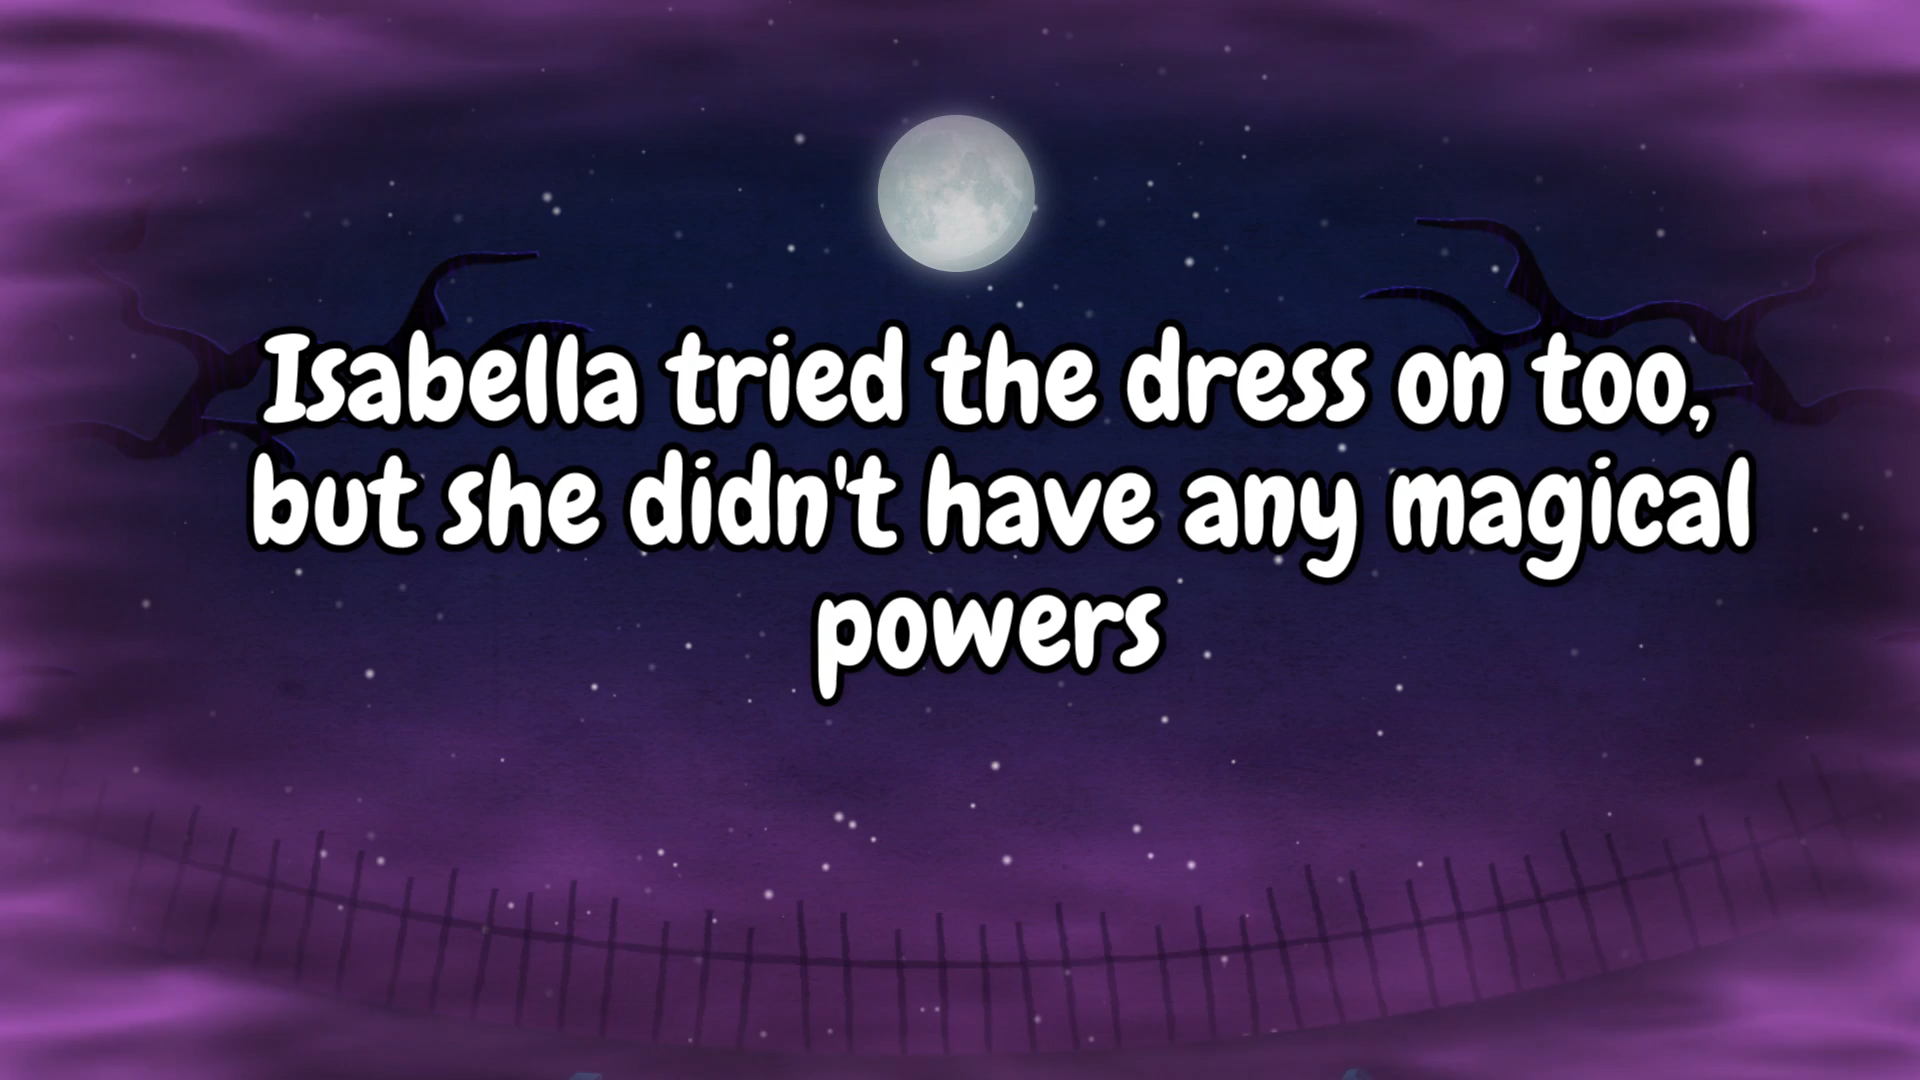 Isabella tried the dress on too,
but she didn't have any magical
powers